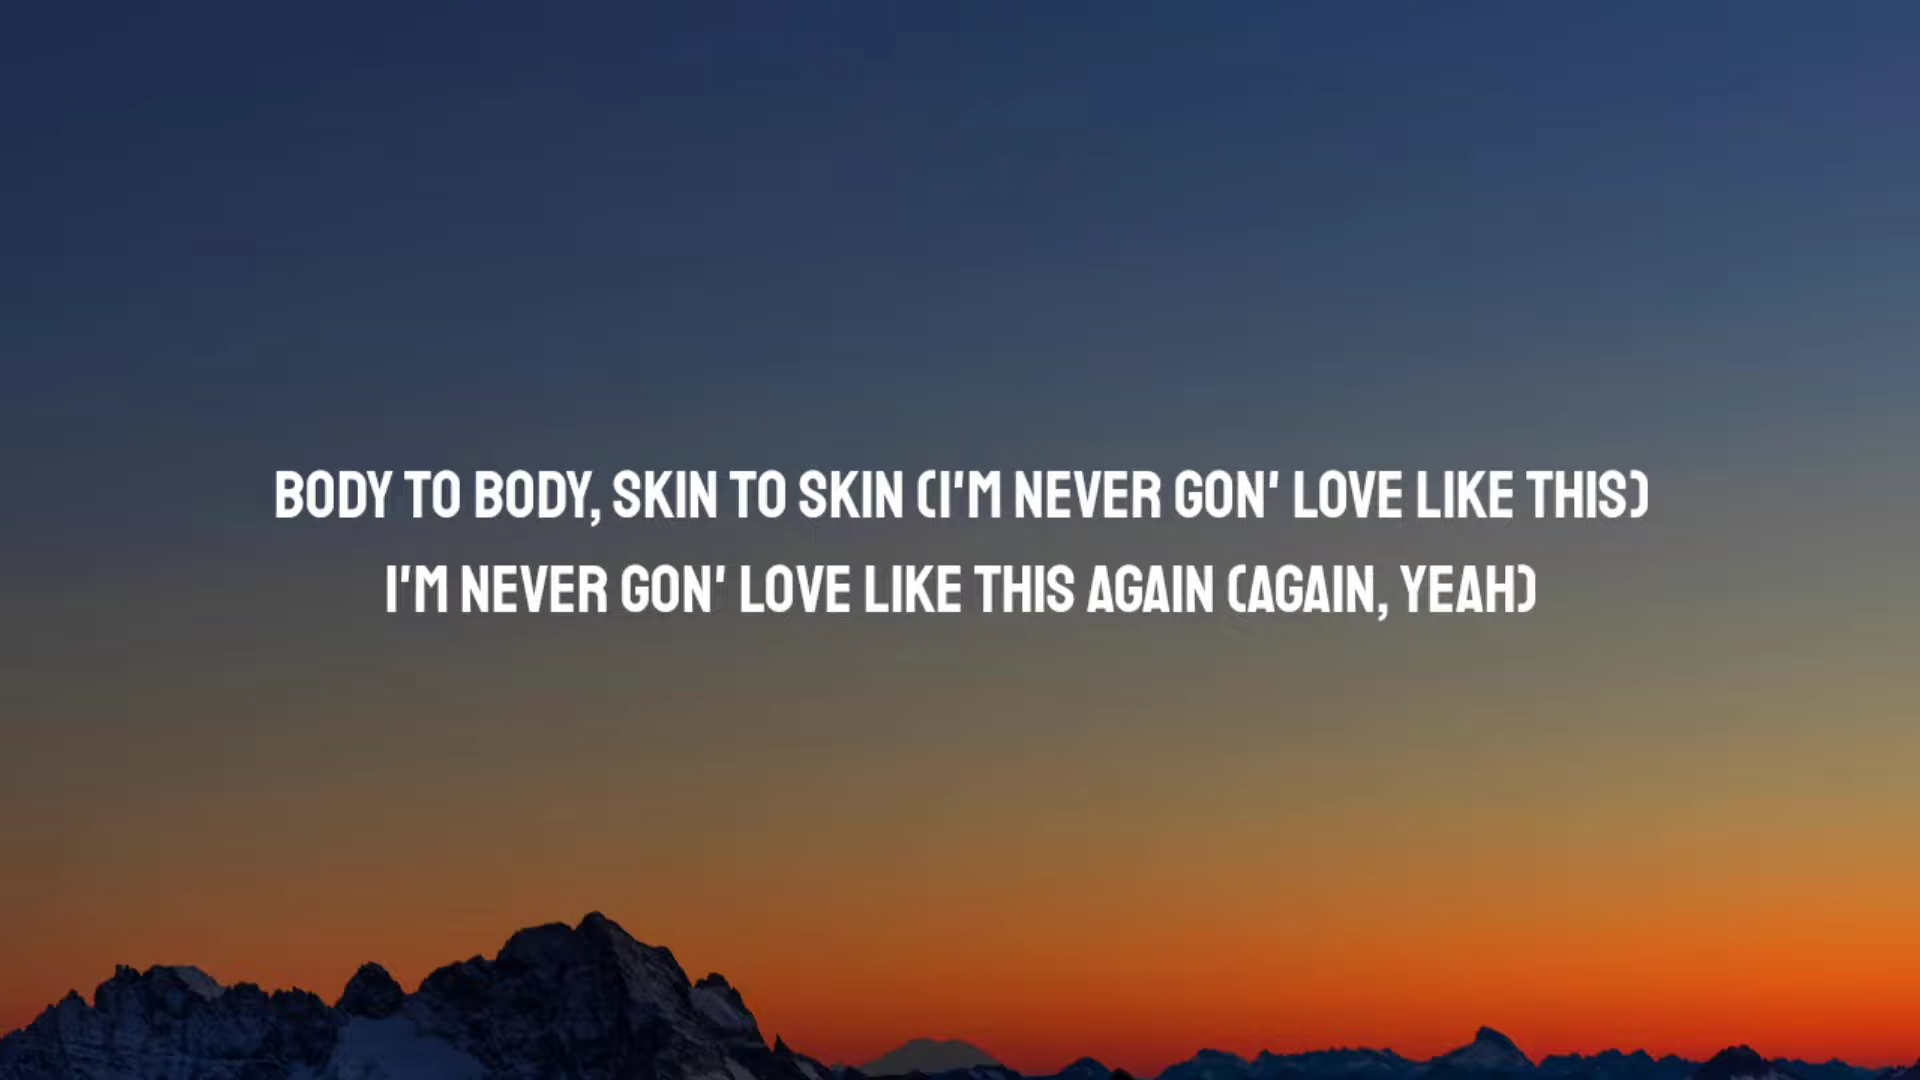 BODY TO BODY, SKIN TO SKIN (I'M NEVER GON' LOVE LIKE THIS)
I'M NEVER GON' LOVE LIKE THIS AGAIN (AGAIN, YEAH)